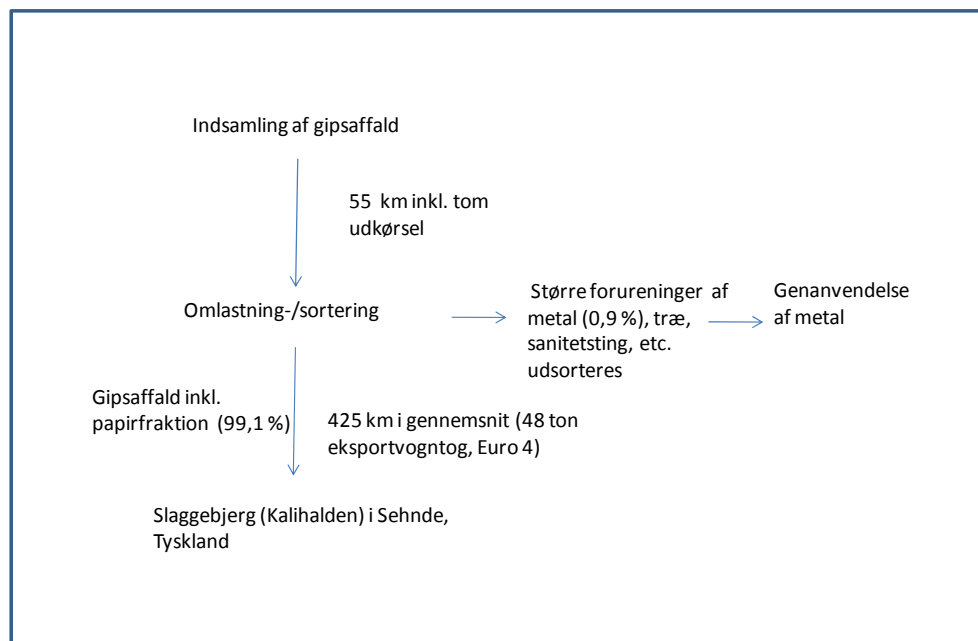 Indsamling af gipsaffald
55 km inkl. tom
udkørsel
Omlastning-/sortering
Større forureninger af
metal (0,9 %), træ,
sanitetsting, etc.
udsorteres
Genanvendelse
af metal
Gipsaffald inkl.
papirfraktion (99,1 %)
425 km i gennemsnit (48 ton
eksportvogntog, Euro 4)
Slaggebjerg (Kalihalden) i Sehnde,
Tyskland